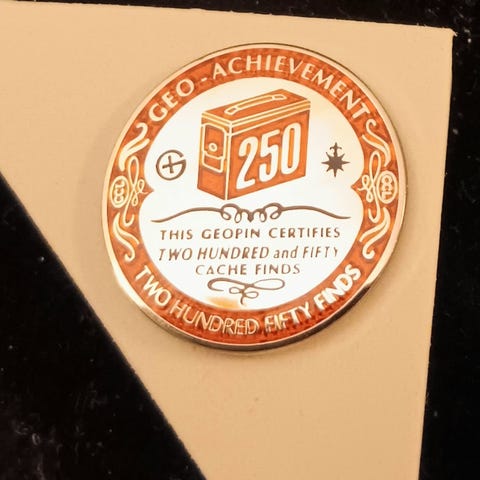 GEO-ACHIEVEMENT
250
THIS GEOPIN CERTIFIES
TWO HUNDRED and FIFTY
CACHE FINDS
TWO HUNDRED FIFTY FINDS